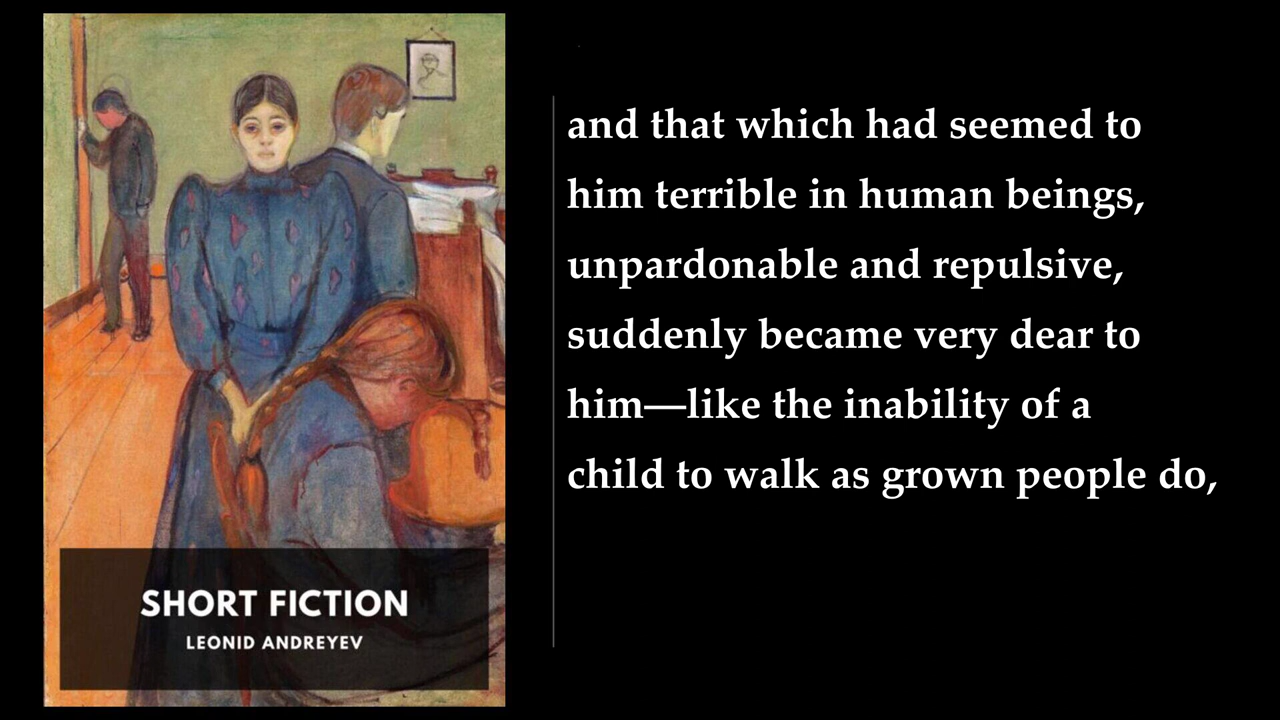 SHORT FICTION
LEONID ANDREYEV
and that which had seemed to
him terrible in human beings,
unpardonable and repulsive,
suddenly became very dear to
him—like the inability of a
child to walk as grown people do,